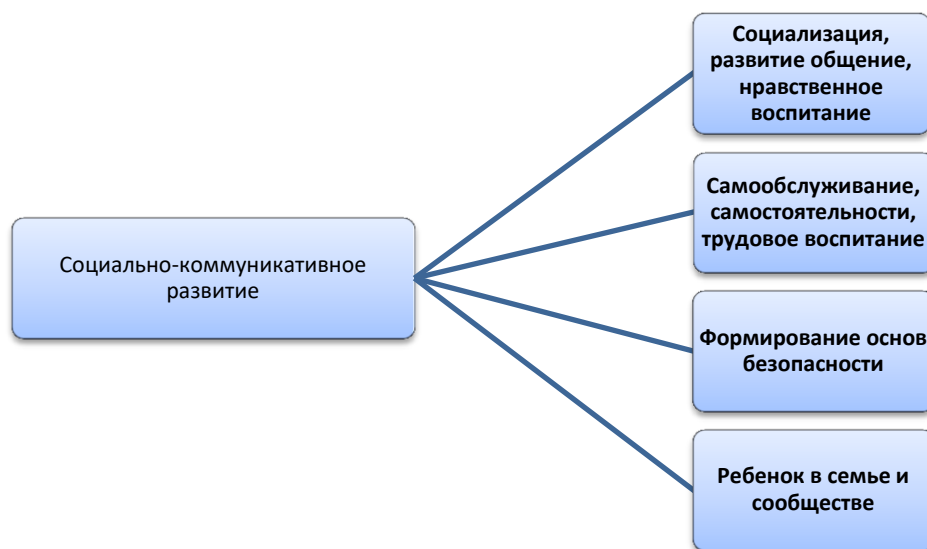 Социально-коммуникативное
развитие
Социализация,
развитие общение,
нравственное
воспитание
Самообслуживание,
самостоятельности,
трудовое воспитание
Формирование основ
безопасности
Ребенок в семье и
сообществе